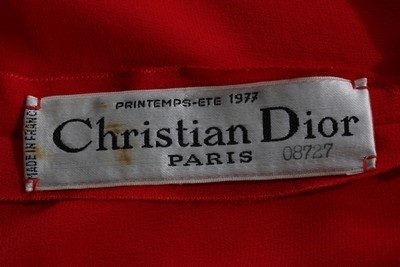 PRINTEMPS-ETE 1977
Christian Dior
PARIS 08727
MADE IN FRANCE